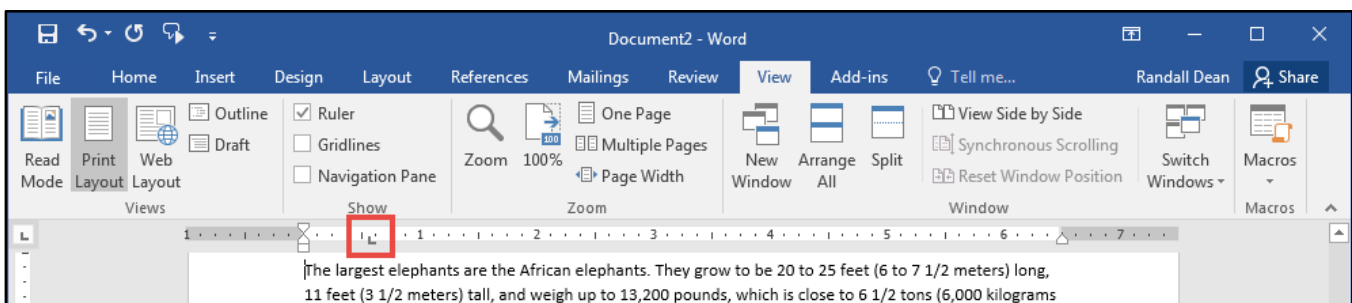 Document2 - Word
File Home Insert Design Layout References Mailings Review View Add-ins Tell me... Randall Dean Share
Read Mode
Print Layout
Web Layout
Outline
Draft
Views
Ruler
Gridlines
Navigation Pane
Show
Zoom
100
100%
One Page
Multiple Pages
Page Width
Zoom
New Window
Arrange All
Split
View Side by Side
Synchronous Scrolling
Reset Window Position
Switch Windows
Window
Macros
Macros
1 1 2 3 4 5 6 7
The largest elephants are the African elephants. They grow to be 20 to 25 feet (6 to 7 1/2 meters) long,
11 feet (3 1/2 meters) tall, and weigh up to 13,200 pounds, which is close to 6 1/2 tons (6,000 kilograms